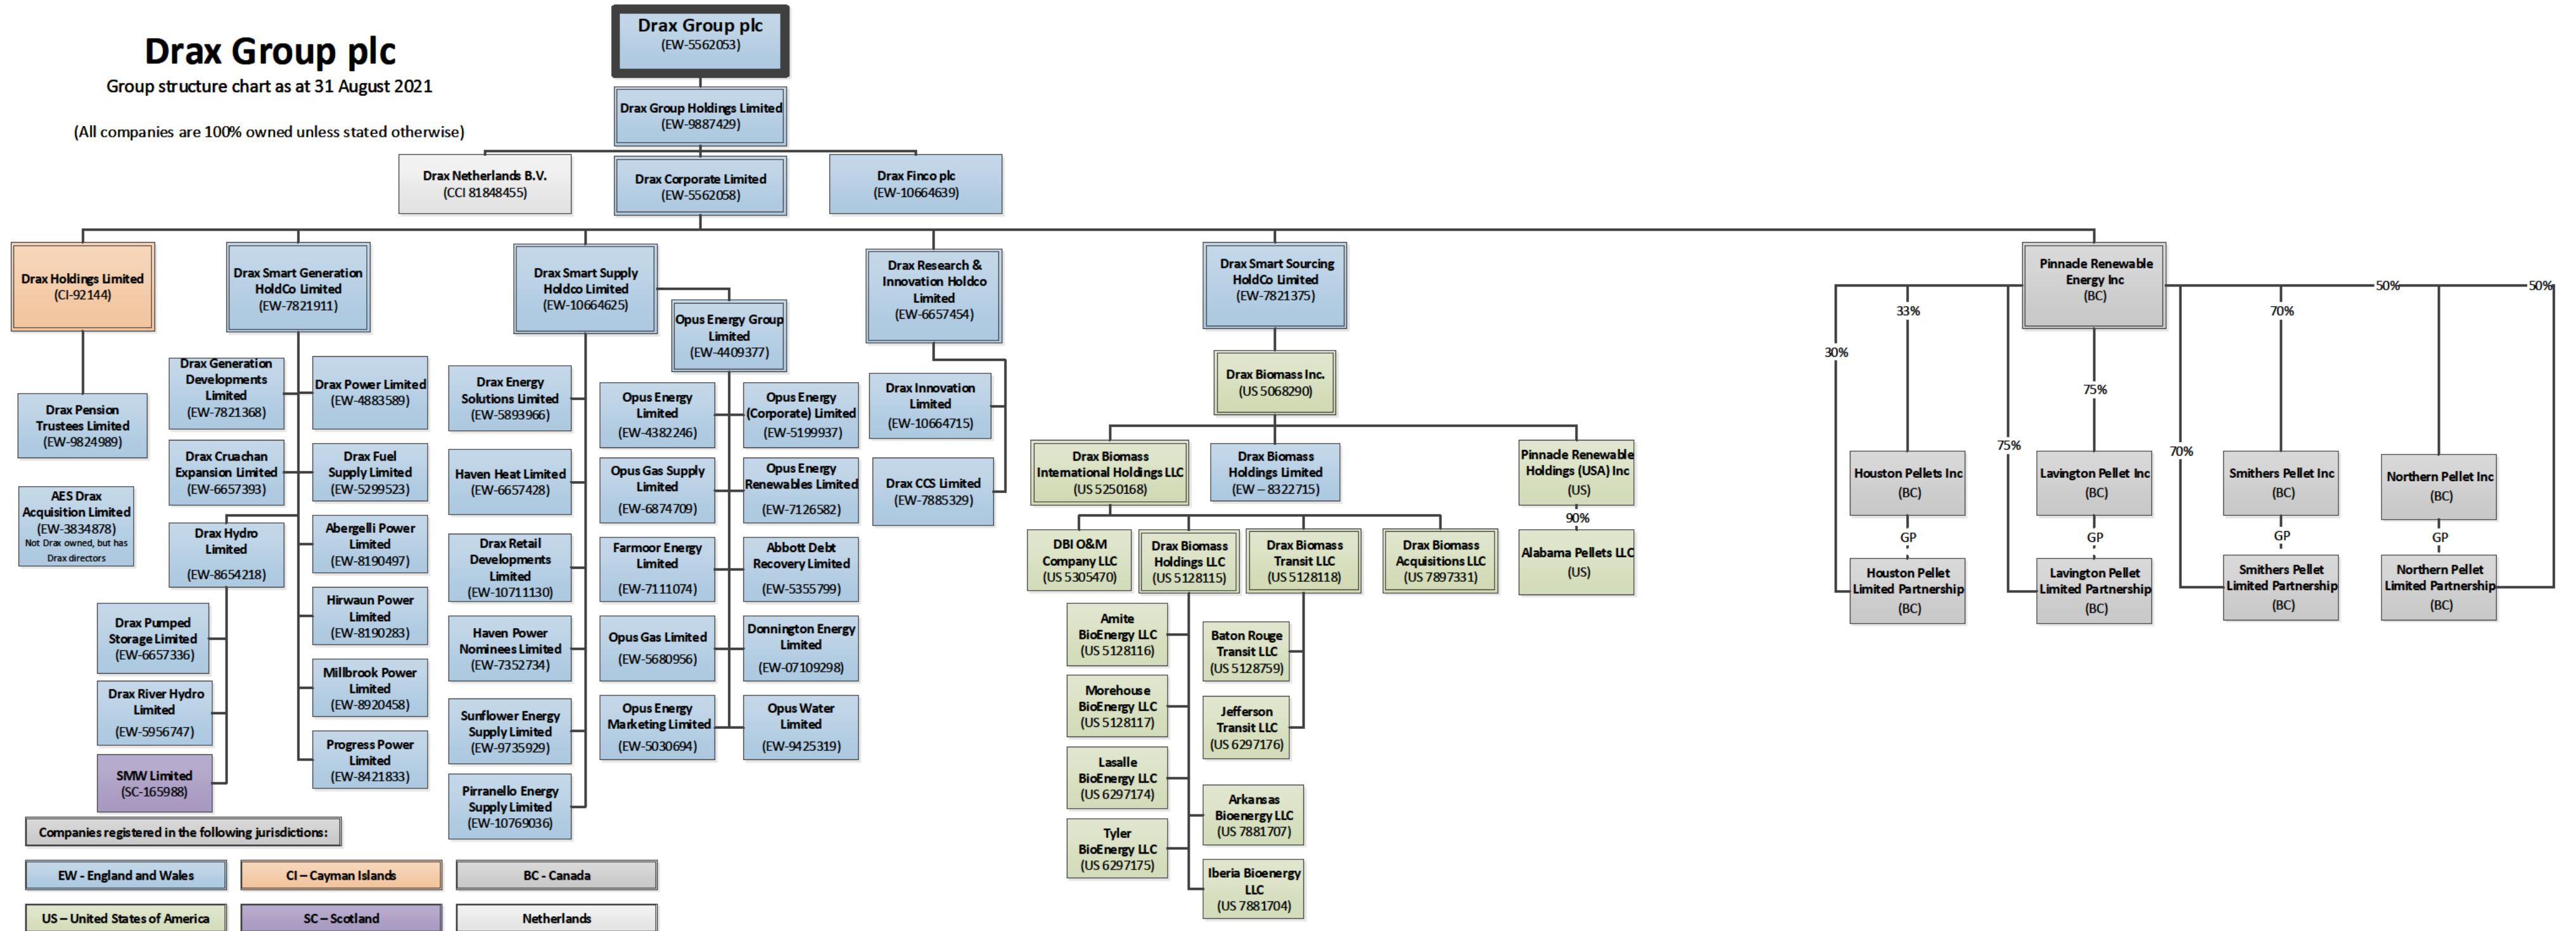 Drax Group plc
Group structure chart as at 31 August 2021
(All companies are 100% owned unless stated otherwise)
Drax Group plc
(EW-5562053)
Drax Group Holdings Limited
(EW-9887429)
Drax Netherlands B.V.
(CCI 81848455)
Drax Corporate Limited
(EW-5562058)
Drax Finco plc
(EW-10664639)
Drax Holdings Limited
(CI-92144)
Drax Pension
Trustees Limited
(EW-9824989)
AES Drax
Acquisition Limited
(EW-3834878)
Not Drax owned, but has
Drax directors
Drax Smart Generation
HoldCo Limited
(EW-7821911)
Drax Generation
Developments
Limited
(EW-7821368)
Drax Power Limited
(EW-4883589)
Drax Cruachan
Expansion Limited
(EW-6657393)
Drax Fuel
Supply Limited
(EW-5299523)
Drax Hydro
Limited
(EW-8654218)
Abergelli Power
Limited
(EW-8190497)
Hirwaun Power
Limited
(EW-8190283)
Millbrook Power
Limited
(EW-8920458)
Progress Power
Limited
(EW-8421833)
Drax Pumped
Storage Limited
(EW-6657336)
Drax River Hydro
Limited
(EW-5956747)
SMW Limited
(SC-165988)
Drax Smart Supply
Holdco Limited
(EW-10664625)
Drax Energy
Solutions Limited
(EW-5893966)
Haven Heat Limited
(EW-6657428)
Drax Retail
Developments
Limited
(EW-10711130)
Haven Power
Nominees Limited
(EW-7352734)
Sunflower Energy
Supply Limited
(EW-9735929)
Pirranello Energy
Supply Limited
(EW-10769036)
Opus Energy Group
Limited
(EW-4409377)
Opus Energy
Limited
(EW-4382246)
Opus Energy
(Corporate) Limited
(EW-5199937)
Opus Gas Supply
Limited
(EW-6874709)
Opus Energy
Renewables Limited
(EW-7126582)
Farmoor Energy
Limited
(EW-7111074)
Abbott Debt
Recovery Limited
(EW-5355799)
Opus Gas Limited
(EW-5680956)
Donnington Energy
Limited
(EW-07109298)
Opus Energy
Marketing Limited
(EW-5030694)
Opus Water
Limited
(EW-9425319)
Drax Research &
Innovation Holdco
Limited
(EW-6657454)
Drax Innovation
Limited
(EW-10664715)
Drax CCS Limited
(EW-7885329)
Drax Smart Sourcing
HoldCo Limited
(EW-7821375)
Drax Biomass Inc.
(US 5068290)
Drax Biomass
International Holdings LLC
(US 5250168)
Drax Biomass
Holdings Limited
(EW – 8322715)
Pinnacle Renewable
Holdings (USA) Inc
(US)
90%
Alabama Pellets LLC
(US)
DBI O&M
Company LLC
(US 5305470)
Drax Biomass
Holdings LLC
(US 5128115)
Drax Biomass
Transit LLC
(US 5128118)
Drax Biomass
Acquisitions LLC
(US 7897331)
Amite
BioEnergy LLC
(US 5128116)
Morehouse
BioEnergy LLC
(US 5128117)
Lasalle
BioEnergy LLC
(US 6297174)
Tyler
BioEnergy LLC
(US 6297175)
Baton Rouge
Transit LLC
(US 5128759)
Jefferson
Transit LLC
(US 6297176)
Arkansas
Bioenergy LLC
(US 7881707)
Iberia Bioenergy
LLC
(US 7881704)
Pinnacle Renewable
Energy Inc
(BC)
30%
33%
75%
75%
70%
70%
50%
50%
Houston Pellets Inc
(BC)
GP
Houston Pellet
Limited Partnership
(BC)
Lavington Pellet Inc
(BC)
GP
Lavington Pellet
Limited Partnership
(BC)
Smithers Pellet Inc
(BC)
GP
Smithers Pellet
Limited Partnership
(BC)
Northern Pellet Inc
(BC)
GP
Northern Pellet
Limited Partnership
(BC)
Companies registered in the following jurisdictions:
EW - England and Wales
CI – Cayman Islands
BC - Canada
US – United States of America
SC – Scotland
Netherlands